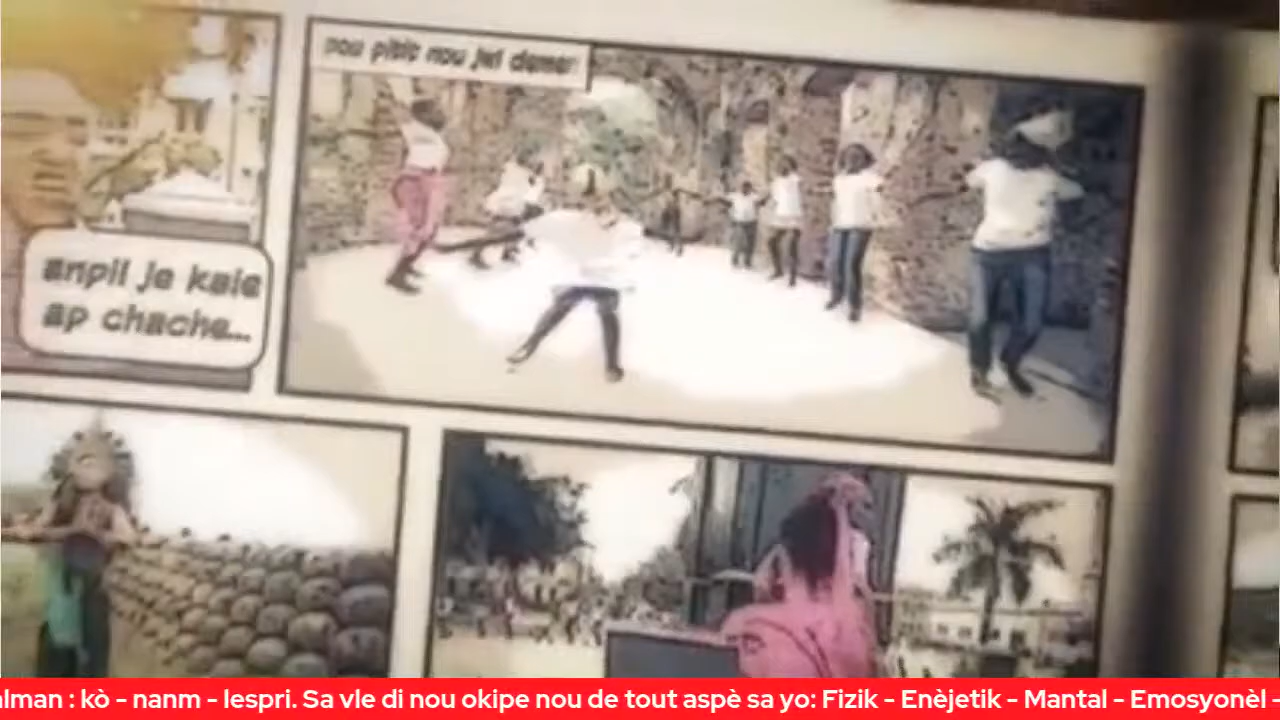 pou pitit nou jwi demen
anpil je kale
ap chache...
alman : kò - nanm - lespri. Sa vle di nou okipe nou de tout aspè sa yo: Fizik - Enèjetik - Mantal - Emosyonèl -